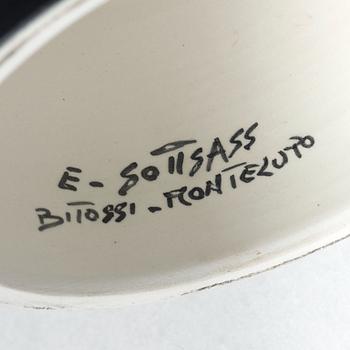 E - SOTTSASS
BITOSSI - MONTELUPO